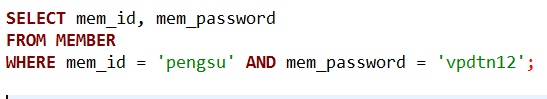 SELECT mem_id, mem_password
FROM MEMBER
WHERE mem_id = 'pengsu' AND mem_password = 'vpdtn12';